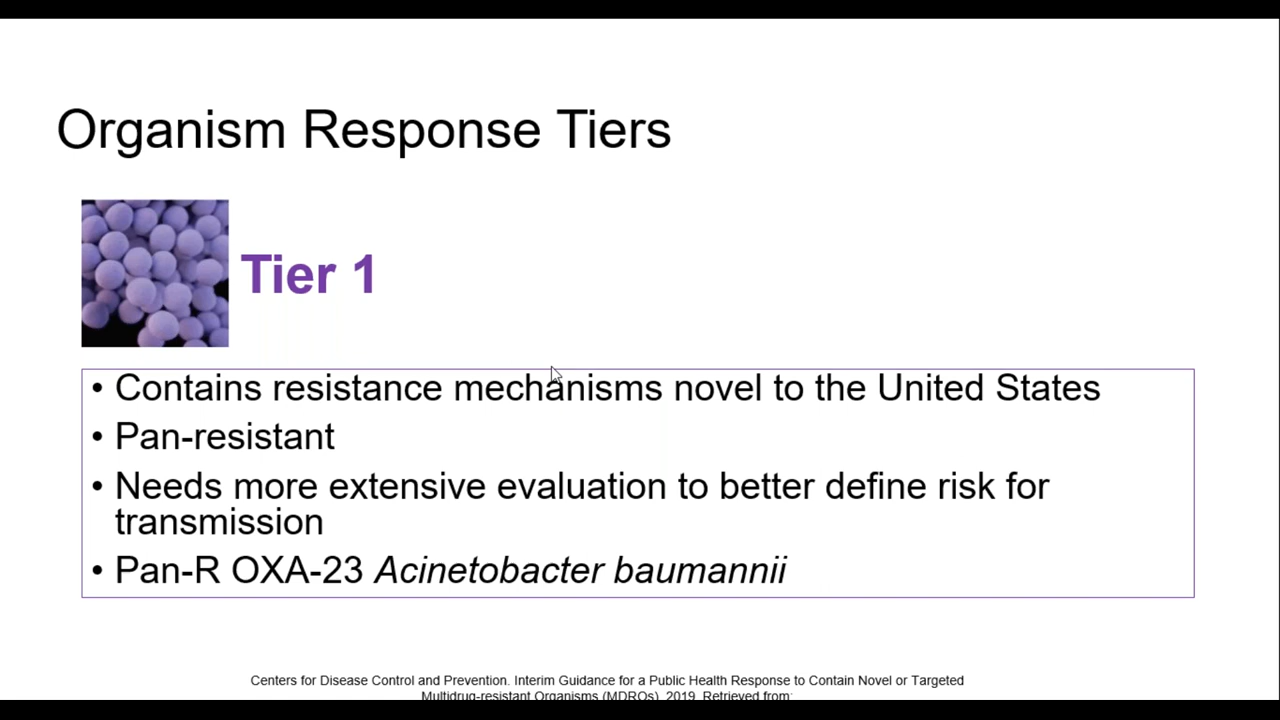 Organism Response Tiers
Tier 1
• Contains resistance mechanisms novel to the United States
• Pan-resistant
• Needs more extensive evaluation to better define risk for
transmission
• Pan-R OXA-23 Acinetobacter baumannii
Centers for Disease Control and Prevention. Interim Guidance for a Public Health Response to Contain Novel or Targeted
Multidrug-resistant Organisms (MDROs). 2019. Retrieved from: